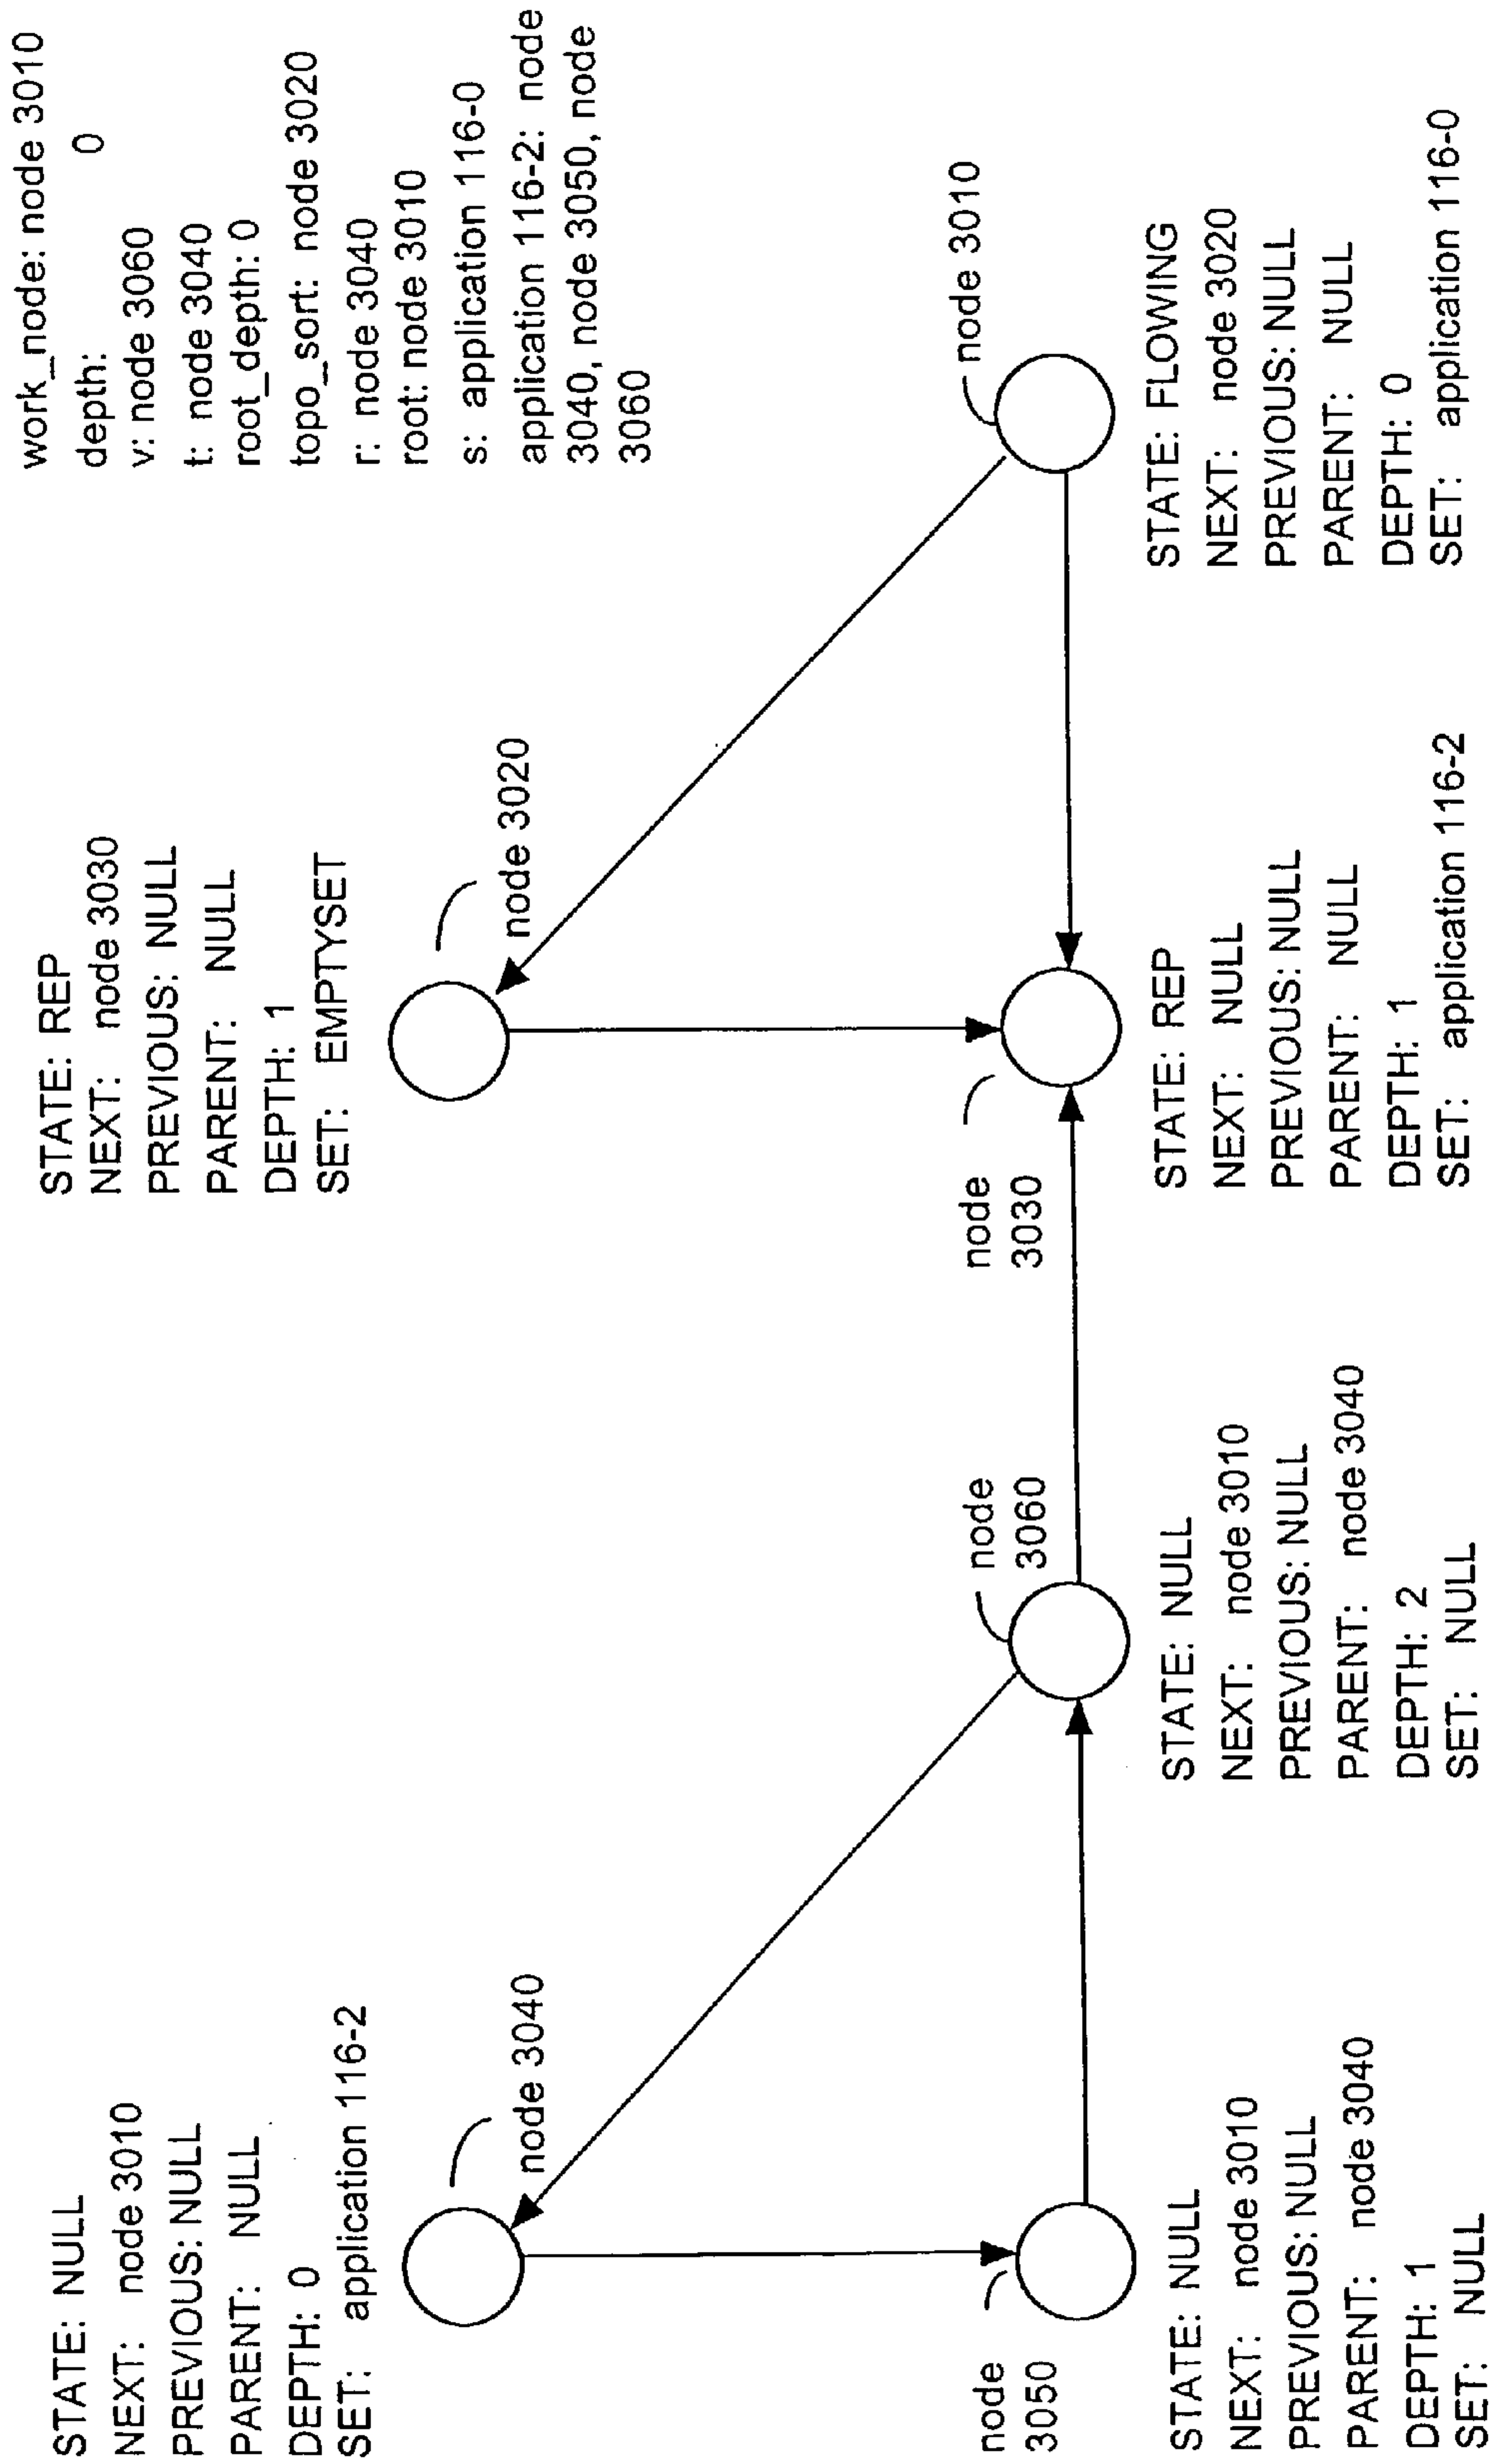 STATE: NULL
NEXT: node 3010
PREVIOUS: NULL
PARENT: NULL
DEPTH: 0
SET: application 116-2
node 3040
STATE: REP
NEXT: node 3030
PREVIOUS: NULL
PARENT: NULL
DEPTH: 1
SET: EMPTYSET
node 3020
work_node: node 3010
depth: 0
v: node 3060
t: node 3040
root_depth: 0
topo_sort: node 3020
r: node 3040
root: node 3010
s: application 116-0
application 116-2: node
3040, node 3050, node
3060
node
3050
STATE: NULL
NEXT: node 3010
PREVIOUS: NULL
PARENT: node 3040
DEPTH: 1
SET: NULL
node
3060
STATE: NULL
NEXT: node 3010
PREVIOUS: NULL
PARENT: node 3040
DEPTH: 2
SET: NULL
node
3030
STATE: REP
NEXT: NULL
PREVIOUS: NULL
PARENT: NULL
DEPTH: 1
SET: application 116-2
node 3010
STATE: FLOWING
NEXT: node 3020
PREVIOUS: NULL
PARENT: NULL
DEPTH: 0
SET: application 116-0